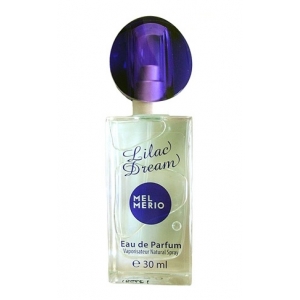 Lilac
Dream
MEL
MERIO
Eau de Parfum
Vaporisateur Natural Spray
℮ 30 ml